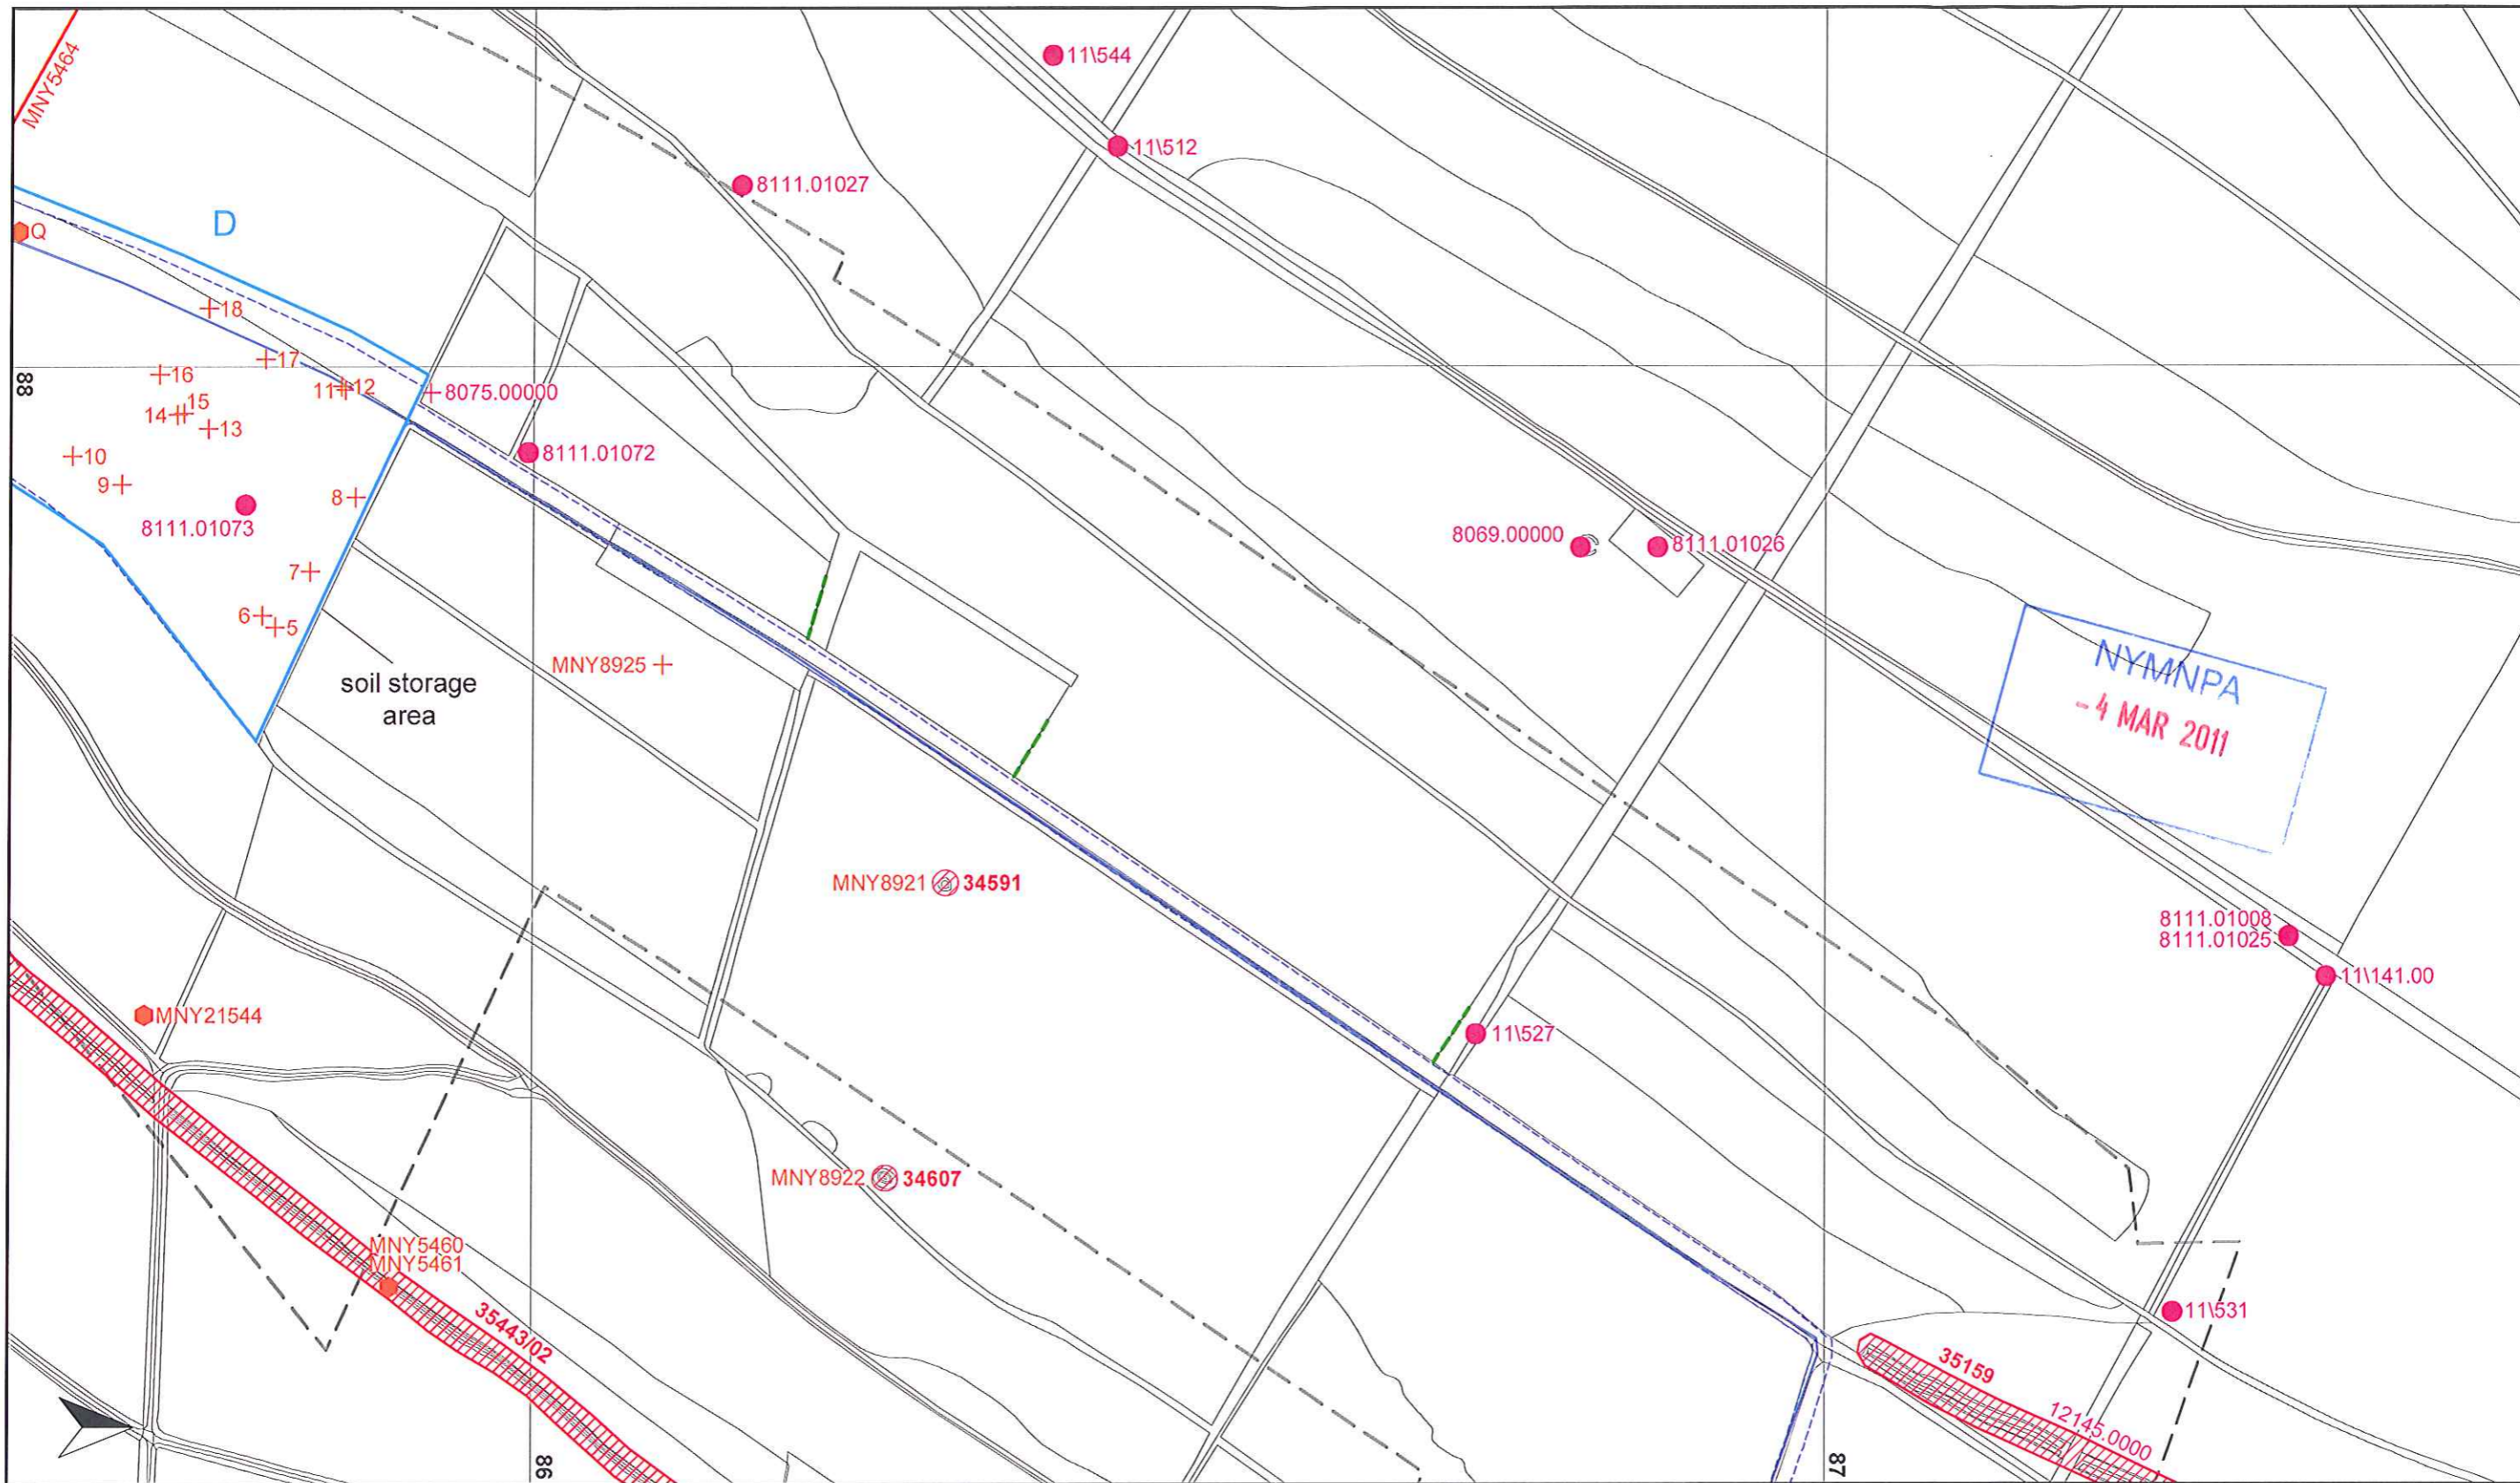 MNY5464
11\544
11\512
8111.01027
Q
D
18
17
16
11 12
8075.00000
15
14
13
10
9
8
8111.01072
8111.01073
7
6
5
88
soil storage
area
MNY8925
8069.00000
8111.01026
NYMNPA
- 4 MAR 2011
MNY8921 34591
8111.01008
8111.01025
11\141.00
MNY21544
11\527
MNY8922 34607
MNY5460
MNY5461
35443/02
11\531
35159
12145.0000
86
87